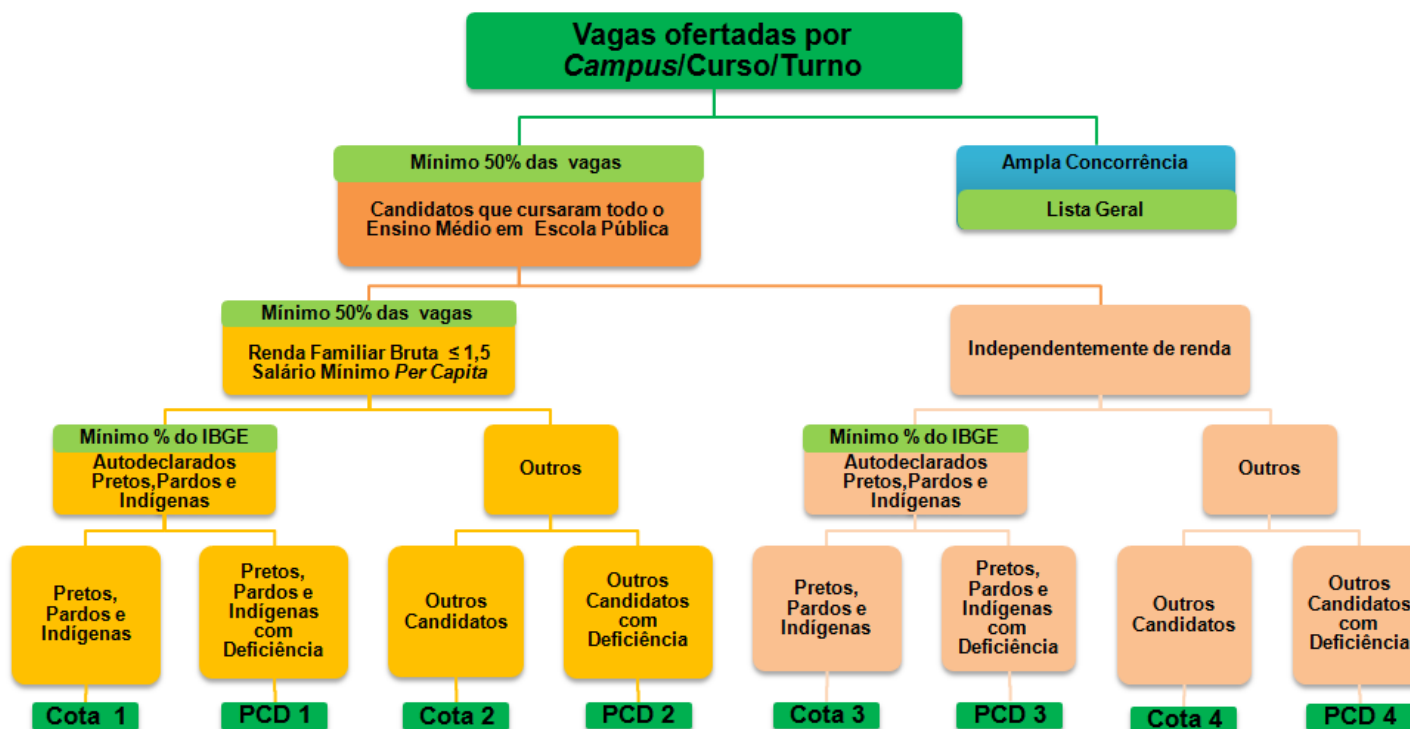 Vagas ofertadas por
Campus/Curso/Turno
Mínimo 50% das vagas
Candidatos que cursaram todo o
Ensino Médio em Escola Pública
Ampla Concorrência
Lista Geral
Mínimo 50% das vagas
Renda Familiar Bruta ≤ 1,5
Salário Mínimo Per Capita
Independentemente de renda
Mínimo % do IBGE
Autodeclarados
Pretos,Pardos e
Indígenas
Outros
Mínimo % do IBGE
Autodeclarados
Pretos,Pardos e
Indígenas
Outros
Pretos,
Pardos e
Indígenas
Pretos,
Pardos e
Indígenas
com
Deficiência
Outros
Candidatos
Outros
Candidatos
com
Deficiência
Pretos,
Pardos e
Indígenas
Pretos,
Pardos e
Indígenas
com
Deficiência
Outros
Candidatos
Outros
Candidatos
com
Deficiência
Cota 1
PCD 1
Cota 2
PCD 2
Cota 3
PCD 3
Cota 4
PCD 4